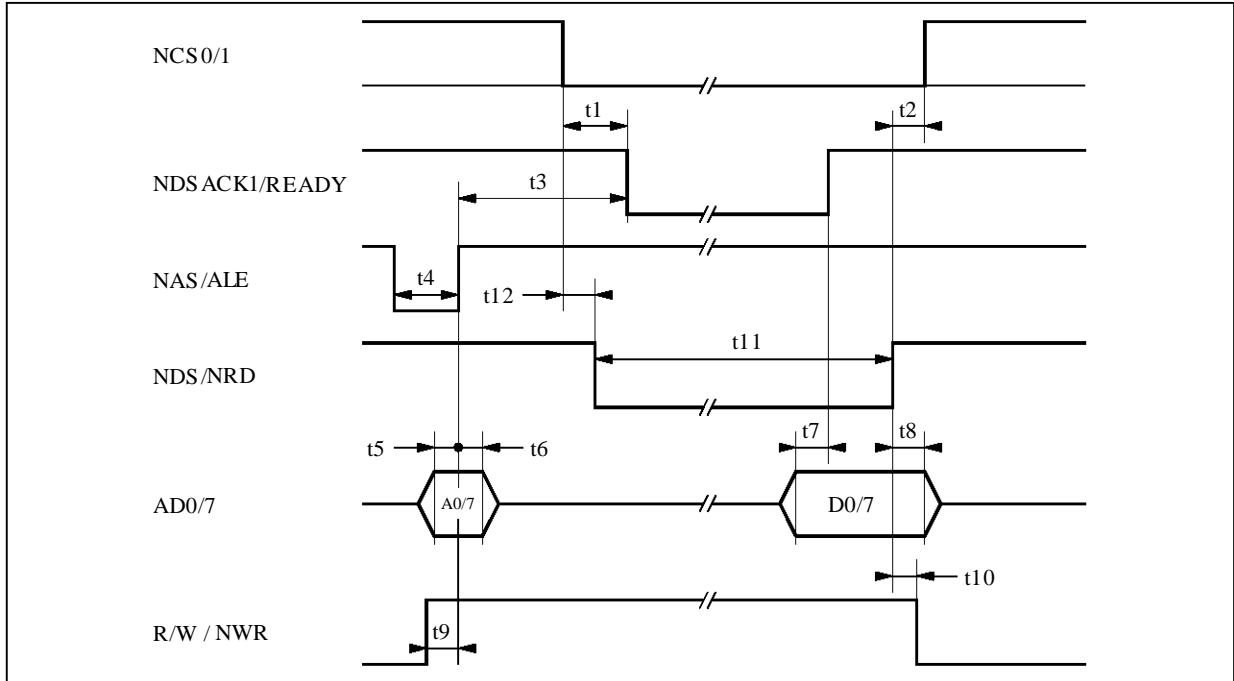 NCS0/1
t1
t2
NDSACK1/READY
t3
NAS/ALE
t4
t12
NDS/NRD
t11
t5
t6
t7
t8
AD0/7
A0/7
D0/7
t10
R/W / NWR
t9